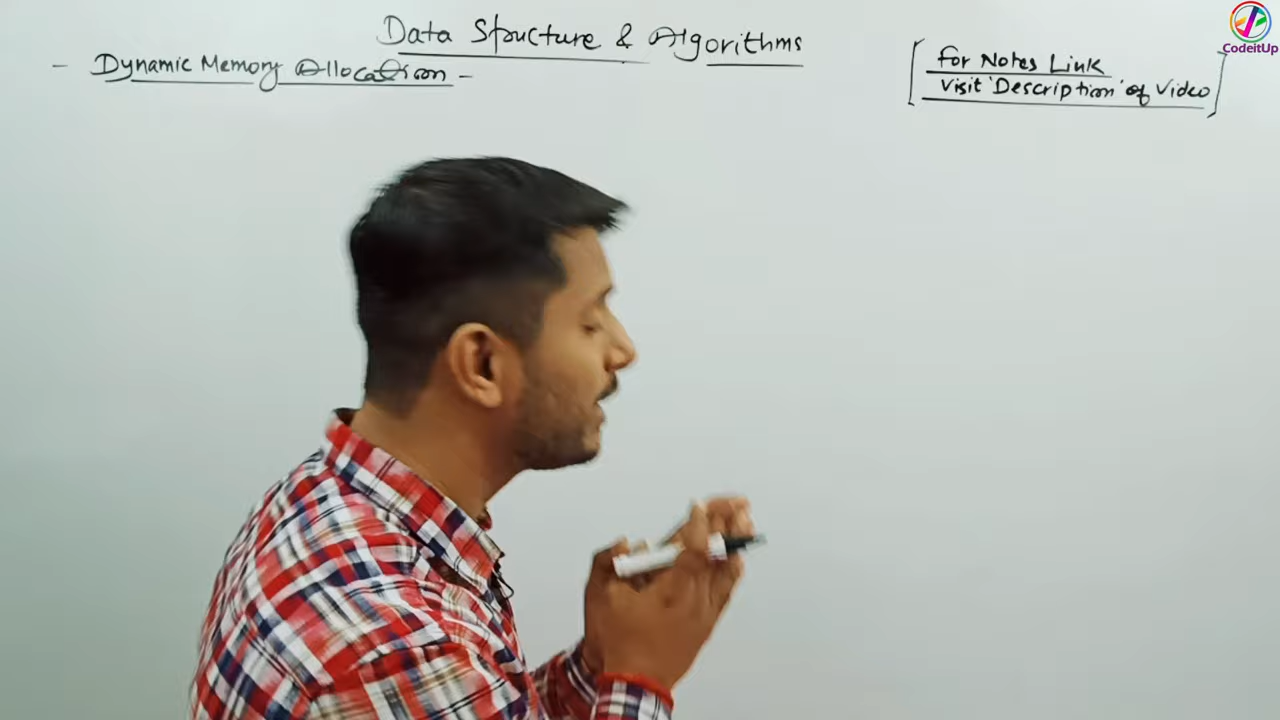 Data Structure & Algorithms
- Dynamic Memory Allocation -
[ For Notes Link
Visit 'Description' of Video ]
CodeitUp